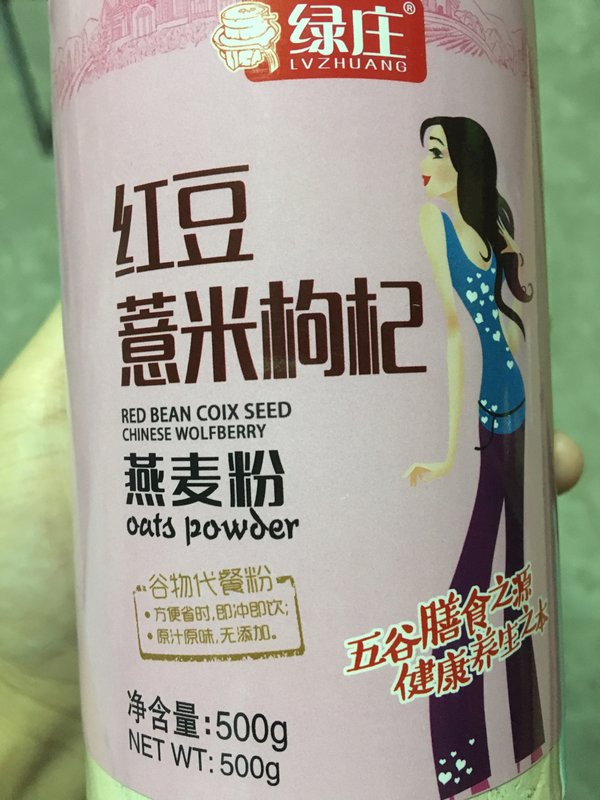 绿庄®
LVZHUANG
红豆
薏米枸杞
RED BEAN COIX SEED
CHINESE WOLFBERRY
燕麦粉
oats powder
谷物代餐粉
·方便省时,即冲即饮;
·原汁原味,无添加。
五谷膳食之源
健康养生之本
净含量:500g
NET WT: 500g